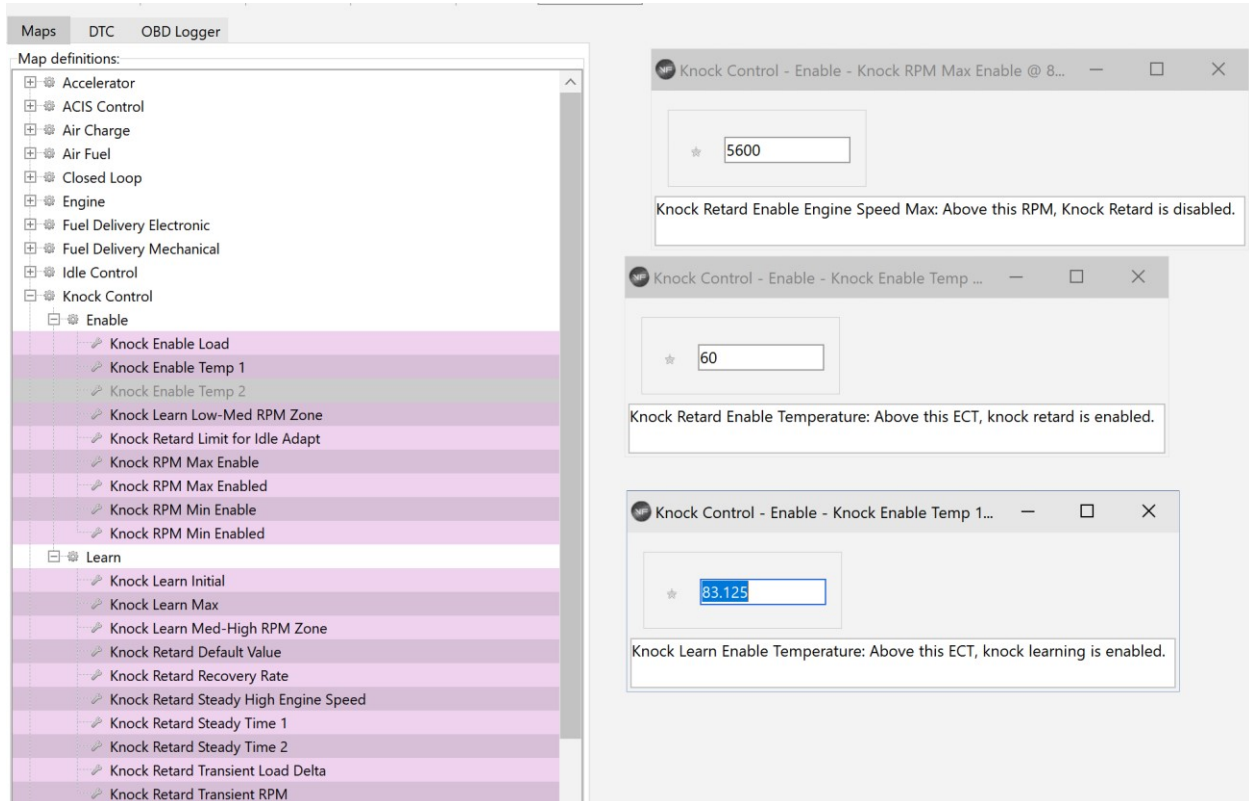 Maps DTC OBD Logger
Map definitions:
Accelerator
ACIS Control
Air Charge
Air Fuel
Closed Loop
Engine
Fuel Delivery Electronic
Fuel Delivery Mechanical
Idle Control
Knock Control
Enable
Knock Enable Load
Knock Enable Temp 1
Knock Enable Temp 2
Knock Learn Low-Med RPM Zone
Knock Retard Limit for Idle Adapt
Knock RPM Max Enable
Knock RPM Max Enabled
Knock RPM Min Enable
Knock RPM Min Enabled
Learn
Knock Learn Initial
Knock Learn Max
Knock Learn Med-High RPM Zone
Knock Retard Default Value
Knock Retard Recovery Rate
Knock Retard Steady High Engine Speed
Knock Retard Steady Time 1
Knock Retard Steady Time 2
Knock Retard Transient Load Delta
Knock Retard Transient RPM
Knock Control - Enable - Knock RPM Max Enable @ 8...
5600
Knock Retard Enable Engine Speed Max: Above this RPM, Knock Retard is disabled.
Knock Control - Enable - Knock Enable Temp ...
60
Knock Retard Enable Temperature: Above this ECT, knock retard is enabled.
Knock Control - Enable - Knock Enable Temp 1...
83.125
Knock Learn Enable Temperature: Above this ECT, knock learning is enabled.